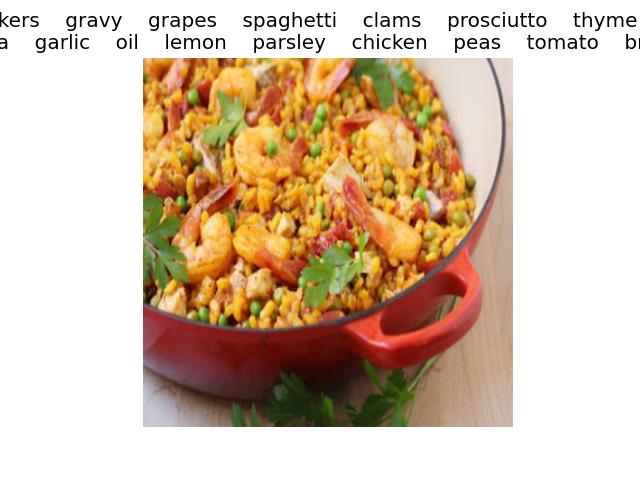 kers gravy grapes spaghetti clams prosciutto thyme
a garlic oil lemon parsley chicken peas tomato br